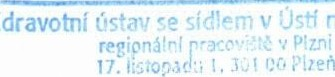 dravotní ústav se sídlem v Ústí n
regionální pracoviště v Plzni
17. listopadu 1, 301 00 Plzeň